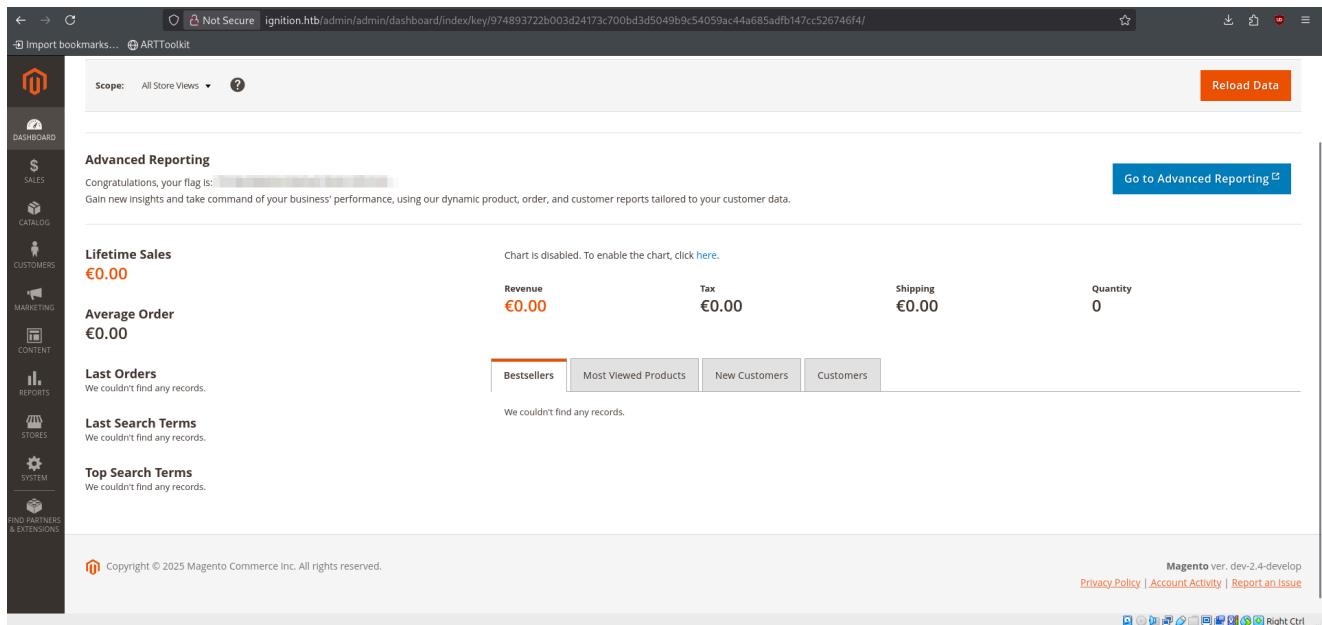 Not Secure ignition.htb/admin/admin/dashboard/index/key/974893722b003d24173c700bd3d5049b9c54059ac44a685adfb147cc526746f4/
Import bookmarks... ARTToolkit
Scope: All Store Views ?
Reload Data
DASHBOARD
SALES
CATALOG
CUSTOMERS
MARKETING
CONTENT
REPORTS
STORES
SYSTEM
FIND PARTNERS
& EXTENSIONS
Advanced Reporting
Congratulations, your flag is:
Gain new insights and take command of your business' performance, using our dynamic product, order, and customer reports tailored to your customer data.
Go to Advanced Reporting
Lifetime Sales
€0.00
Average Order
€0.00
Last Orders
We couldn't find any records.
Last Search Terms
We couldn't find any records.
Top Search Terms
We couldn't find any records.
Chart is disabled. To enable the chart, click here.
Revenue Tax Shipping Quantity
€0.00 €0.00 €0.00 0
Bestsellers Most Viewed Products New Customers Customers
We couldn't find any records.
Copyright © 2025 Magento Commerce Inc. All rights reserved.
Magento ver. dev-2.4-develop
Privacy Policy | Account Activity | Report an Issue
Right Ctrl